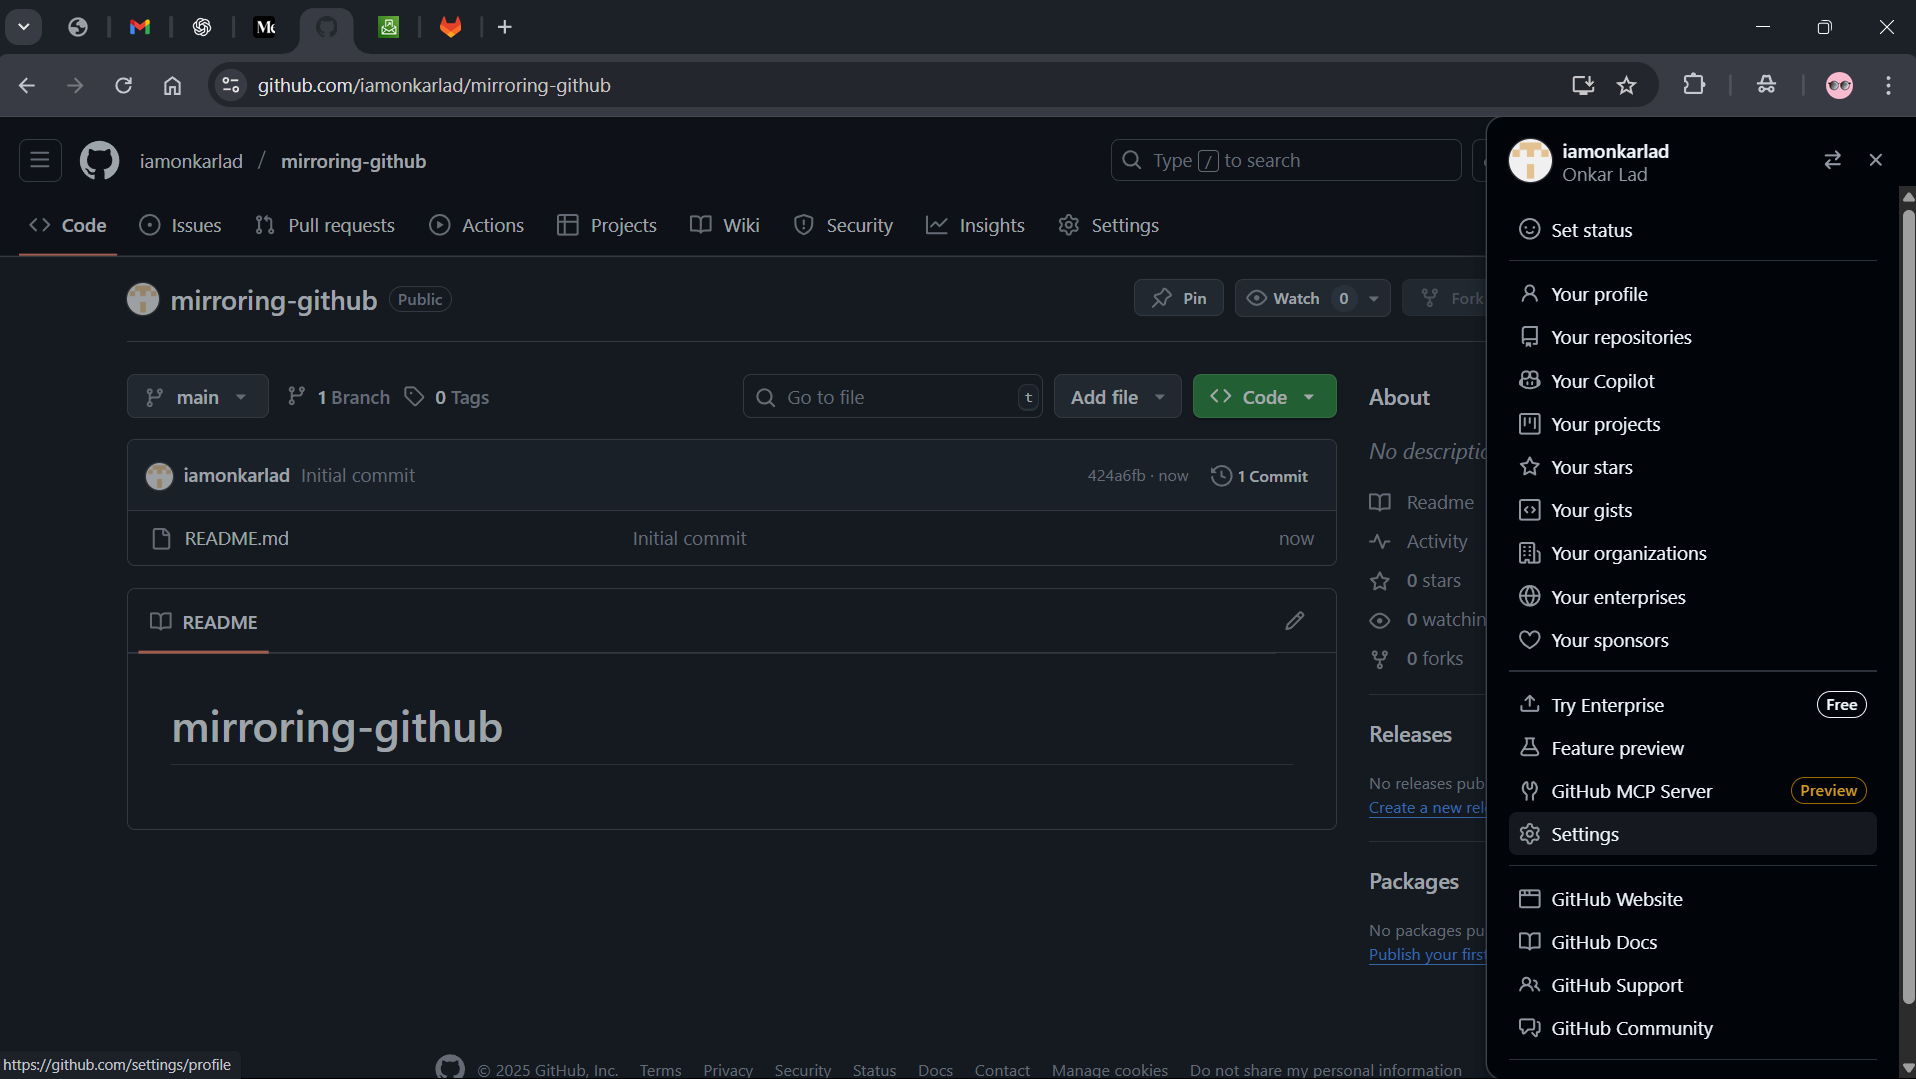 Me
github.com/iamonkarlad/mirroring-github
iamonkarlad / mirroring-github
Type / to search
Code
Issues
Pull requests
Actions
Projects
Wiki
Security
Insights
Settings
mirroring-github
Public
Pin
Watch 0
Fork
main
1 Branch
0 Tags
Go to file
t
Add file
Code
iamonkarlad Initial commit
424a6fb · now
1 Commit
README.md
Initial commit
now
README
mirroring-github
About
No descriptio
Readme
Activity
0 stars
0 watchin
0 forks
Releases
No releases pub
Create a new rel
Packages
No packages pu
Publish your first
iamonkarlad
Onkar Lad
Set status
Your profile
Your repositories
Your Copilot
Your projects
Your stars
Your gists
Your organizations
Your enterprises
Your sponsors
Try Enterprise
Free
Feature preview
GitHub MCP Server
Preview
Settings
GitHub Website
GitHub Docs
GitHub Support
GitHub Community
https://github.com/settings/profile
© 2025 GitHub, Inc.
Terms
Privacy
Security
Status
Docs
Contact
Manage cookies
Do not share my personal information